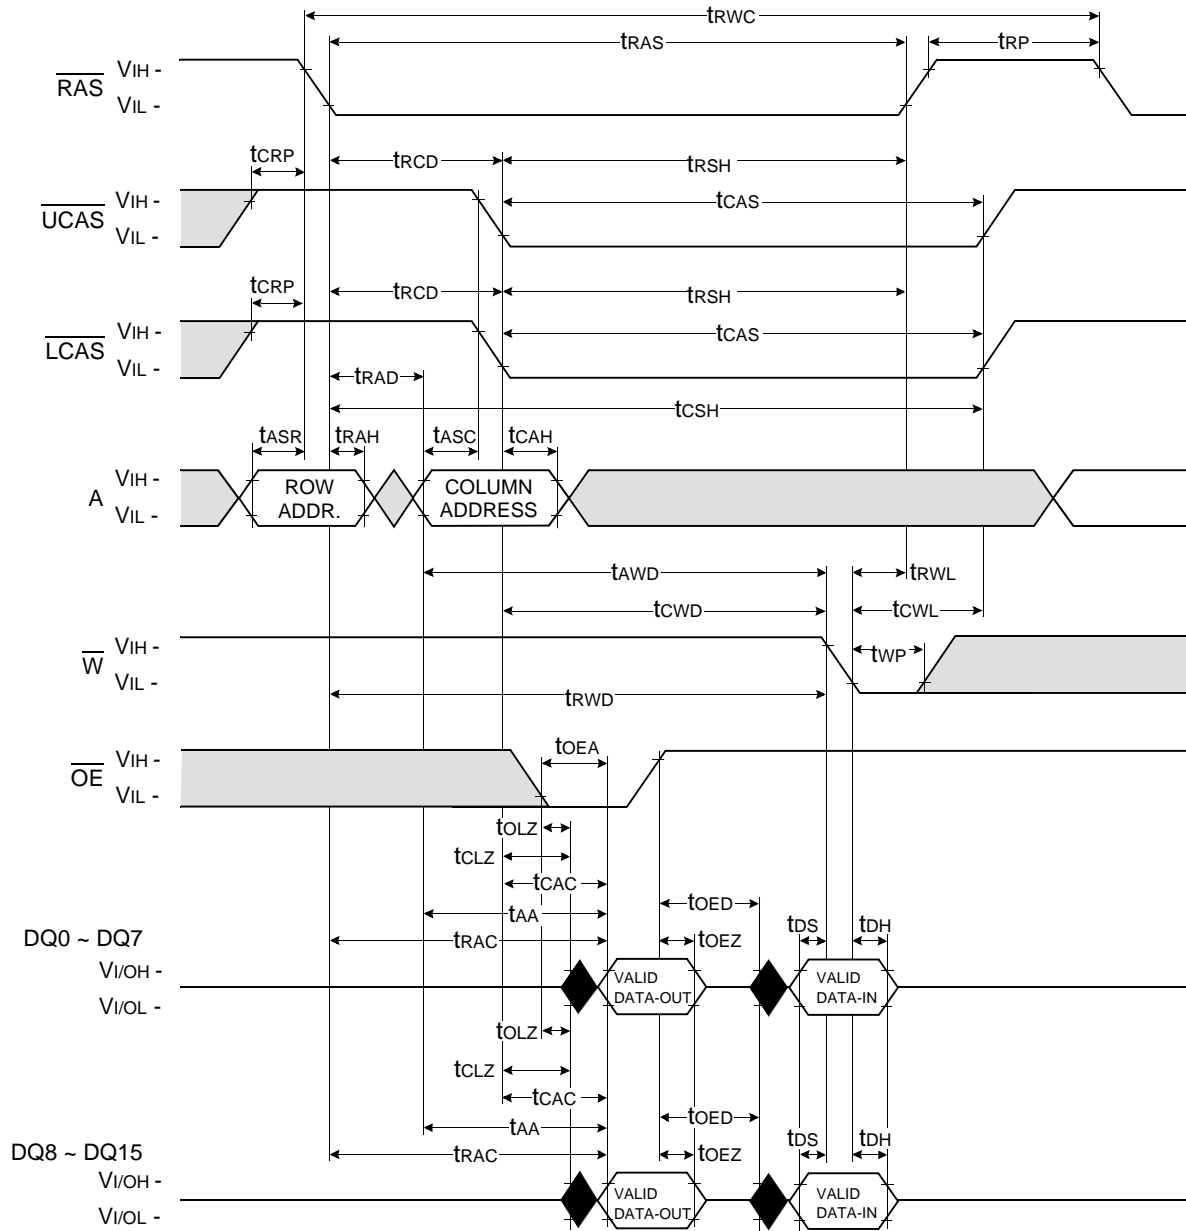 tRWC
tRAS
tRP
RAS
VIH -
VIL -
tCRP
tRCD
tRSH
UCAS
VIH -
VIL -
tCAS
tCRP
tRCD
tRSH
LCAS
VIH -
VIL -
tCAS
tRAD
tCSH
tASR
tRAH
tASC
tCAH
A
VIH -
VIL -
ROW
ADDR.
COLUMN
ADDRESS
tAWD
tRWL
tCWD
tCWL
W
VIH -
VIL -
tWP
tRWD
OE
VIH -
VIL -
tOEA
tOLZ
tCLZ
tCAC
tOED
tAA
tDS
tDH
DQ0 ~ DQ7
tRAC
tOEZ
VI/OH -
VI/OL -
VALID
DATA-OUT
VALID
DATA-IN
tOLZ
tCLZ
tCAC
tOED
tAA
tDS
tDH
DQ8 ~ DQ15
tRAC
tOEZ
VI/OH -
VI/OL -
VALID
DATA-OUT
VALID
DATA-IN